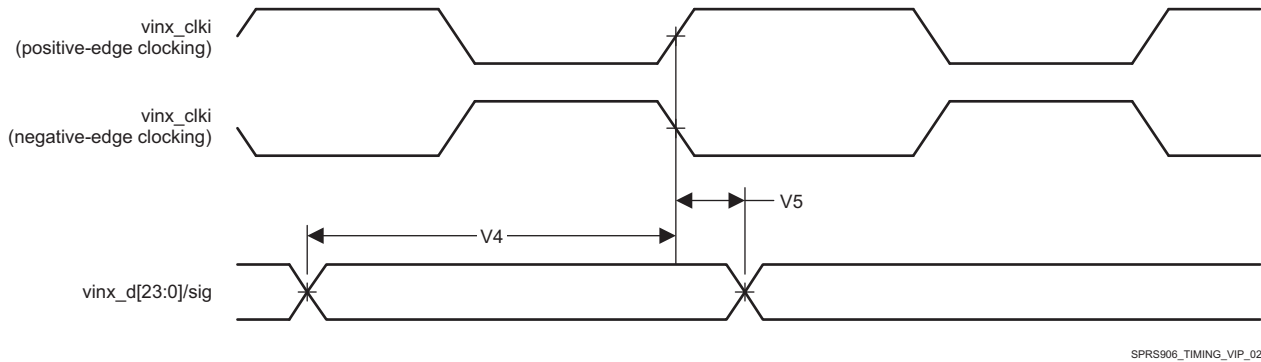 vinx_clki
(positive-edge clocking)
vinx_clki
(negative-edge clocking)
V5
V4
vinx_d[23:0]/sig
SPRS906_TIMING_VIP_02